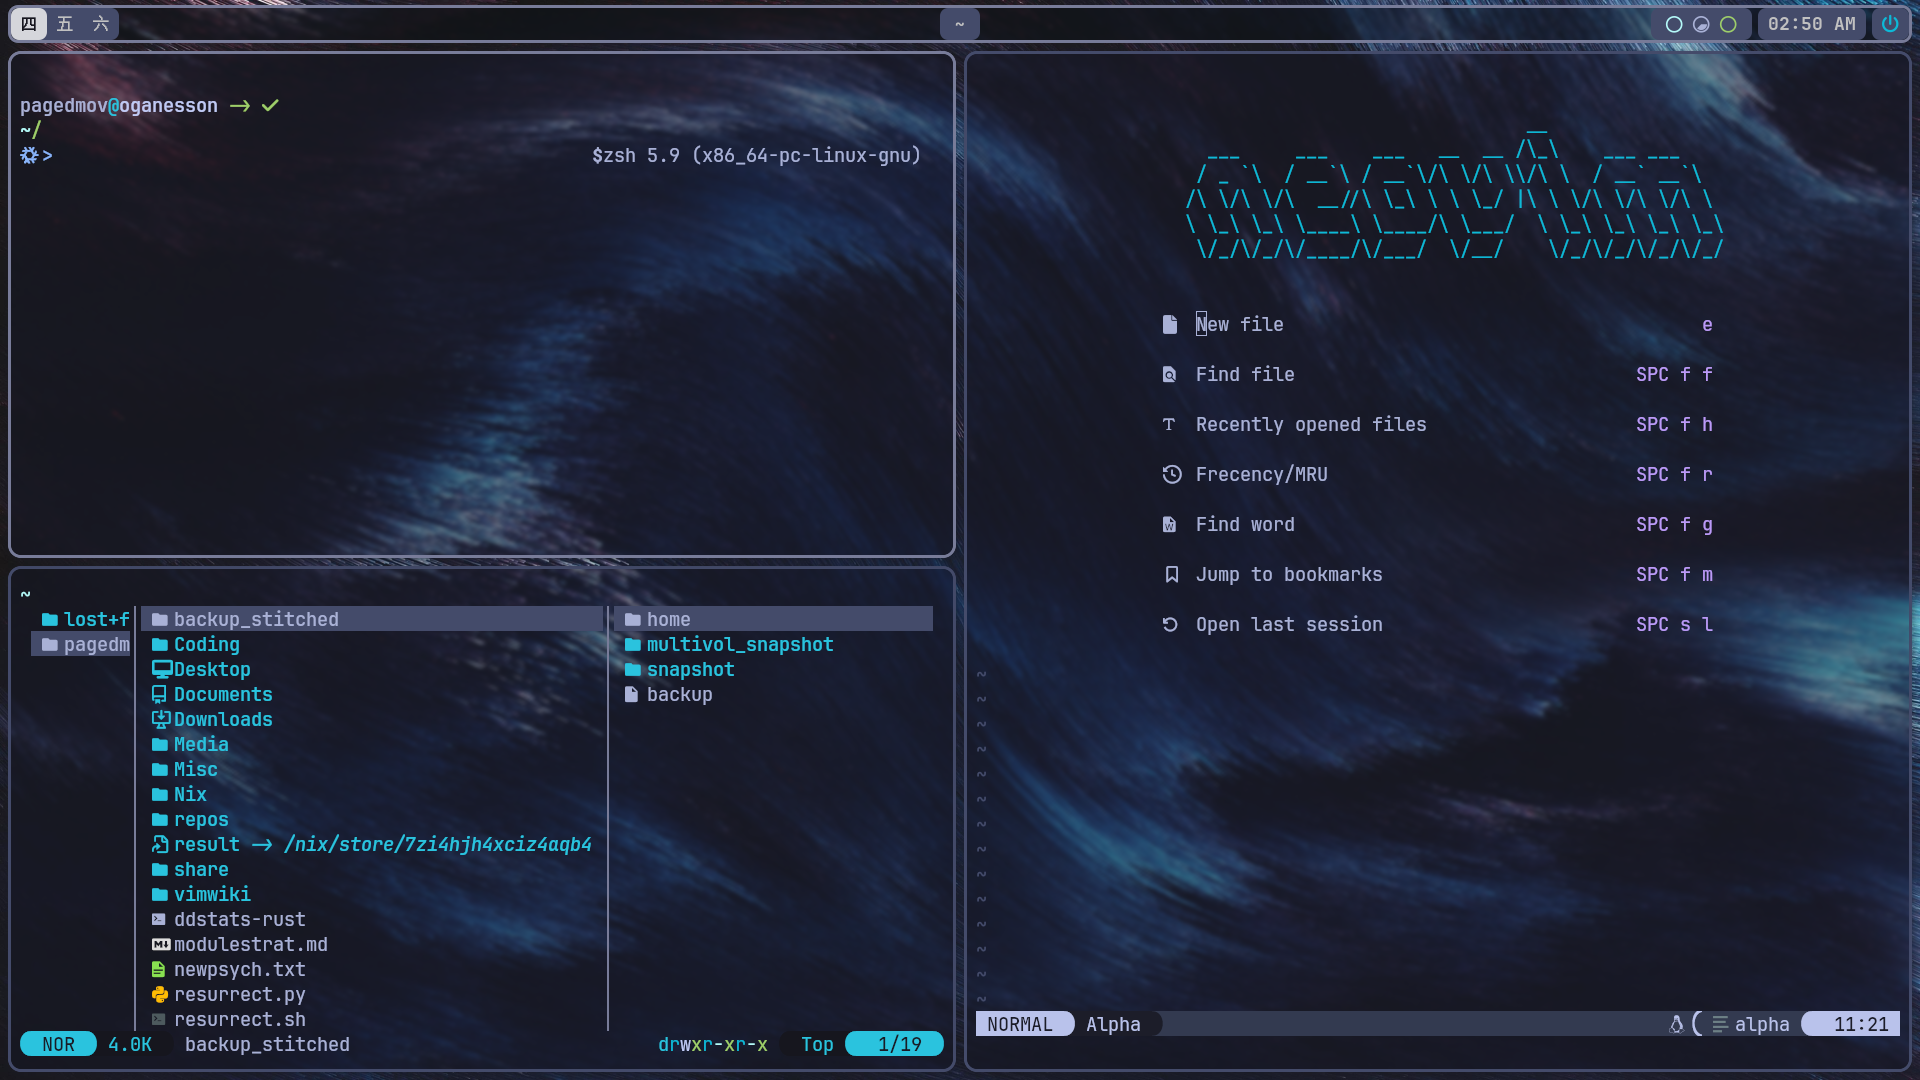 四 五 六
~
02:50 AM
pagedmov@oganesson -> ✓
~/
> $zsh 5.9 (x86_64-pc-linux-gnu)
~
lost+f
pagedm
backup_stitched
Coding
Desktop
Documents
Downloads
Media
Misc
Nix
repos
result -> /nix/store/7zi4hjh4xciz4aqb4
share
vimwiki
ddstats-rust
modulestrat.md
newpsych.txt
resurrect.py
resurrect.sh
home
multivol_snapshot
snapshot
backup
NOR 4.0K backup_stitched drwxr-xr-x Top 1/19
neovim
New file e
Find file SPC f f
Recently opened files SPC f h
Frecency/MRU SPC f r
Find word SPC f g
Jump to bookmarks SPC f m
Open last session SPC s l
~
~
~
~
~
~
~
~
~
~
~
~
~
~
NORMAL Alpha alpha 11:21